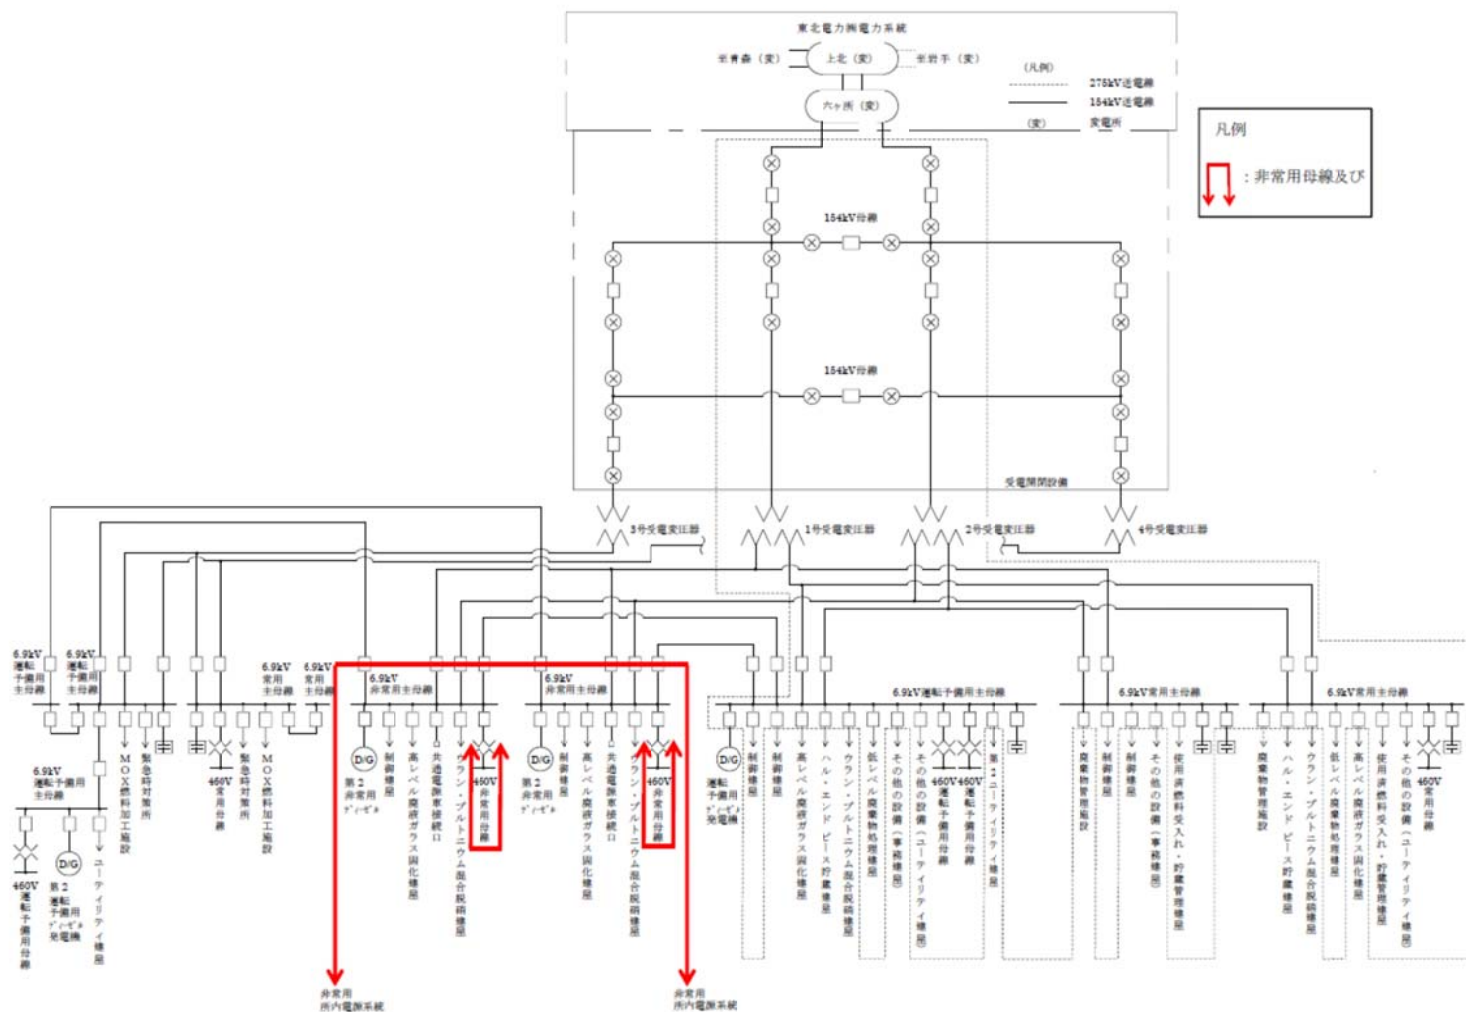 東北電力㈱電力系統
至青森（変）
上北（変）
至岩手（変）
六ヶ所（変）
（凡例）
275kV送電線
154kV送電線
（変） 変電所
凡例
：非常用母線及び
154kV母線
154kV母線
受電開閉設備
3号受電変圧器
1号受電変圧器
2号受電変圧器
4号受電変圧器
6.9kV
運転
予備用
主母線
6.9kV
運転
予備用
主母線
6.9kV
常用
主母線
6.9kV
常用
主母線
6.9kV
非常用主母線
6.9kV
非常用主母線
6.9kV運転予備用主母線
6.9kV常用主母線
6.9kV常用主母線
6.9kV
運転予備用
主母線
MOX燃料加工施設
緊急時対策所
460V
常用母線
緊急時対策所
MOX燃料加工施設
D/G
第2
非常用
ディーゼル
制御建屋
高レベル廃液ガラス固化建屋
共通電源車接続口
ウラン・プルトニウム混合脱硝建屋
460V
非常用母線
D/G
第2
非常用
ディーゼル
制御建屋
高レベル廃液ガラス固化建屋
共通電源車接続口
ウラン・プルトニウム混合脱硝建屋
460V
非常用母線
D/G
運転
予備用
ディーゼル
発電機
制御建屋
制御建屋
高レベル廃液ガラス固化建屋
ハル・エンドピース貯蔵建屋
ウラン・プルトニウム混合脱硝建屋
低レベル廃棄物処理建屋
その他の設備（事務建屋）
その他の設備（ユーティリティ建屋）
460V
運転予備用母線
460V
運転予備用母線
第2ユーティリティ建屋
廃棄物管理施設
制御建屋
制御建屋
その他の設備（事務建屋）
使用済燃料受入れ・貯蔵管理建屋
廃棄物管理施設
ハル・エンドピース貯蔵建屋
ウラン・プルトニウム混合脱硝建屋
低レベル廃棄物処理建屋
高レベル廃液ガラス固化建屋
使用済燃料受入れ・貯蔵管理建屋
その他の設備（ユーティリティ建屋）
460V
常用母線
460V
運転予備用母線
D/G
第2
運転
予備用
ディーゼル
発電機
ユーティリティ建屋
非常用
所内電源系統
非常用
所内電源系統